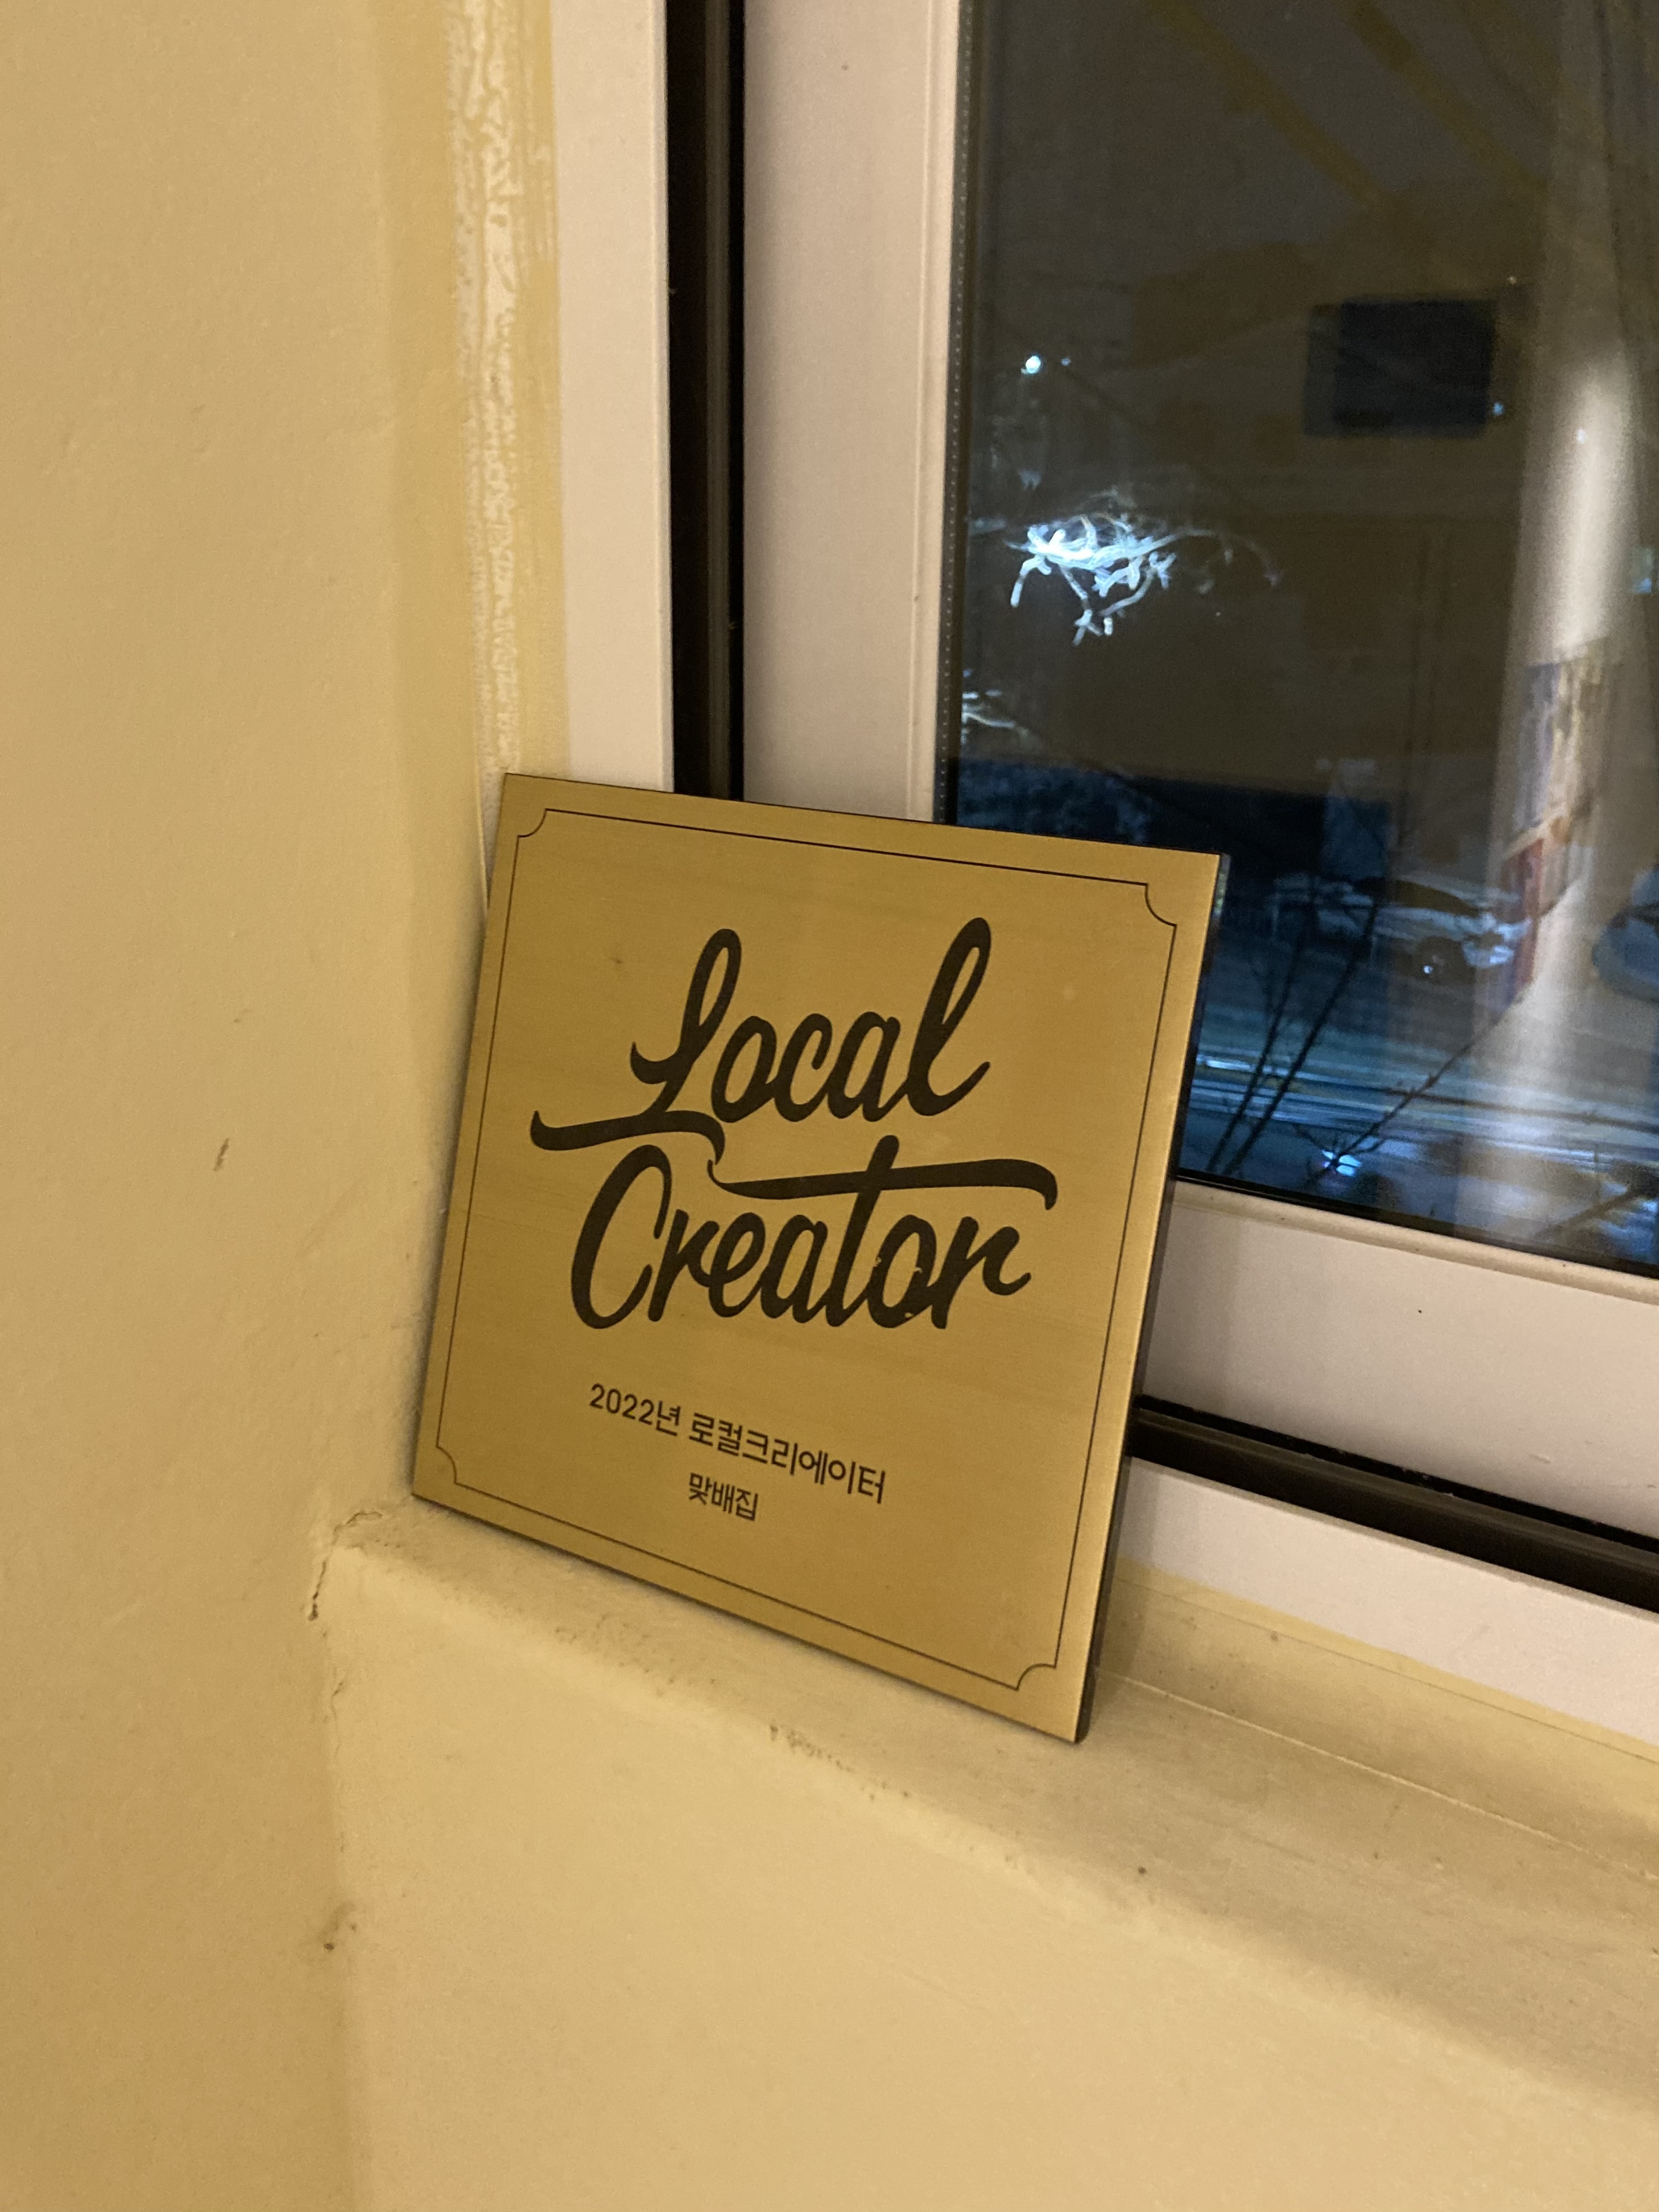 Local
Creator
2022년 로컬크리에이터
맞배집